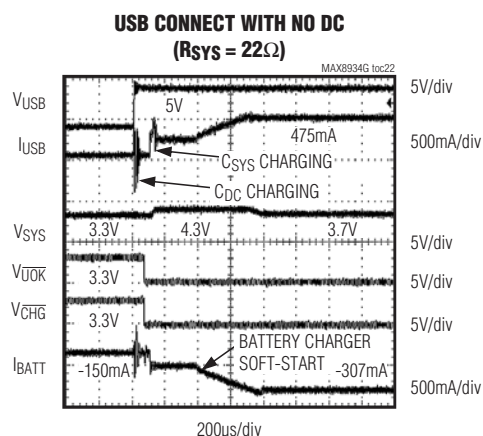 USB CONNECT WITH NO DC
(RSYS = 22Ω)
MAX8934G toc22
VUSB
5V
5V/div
IUSB
475mA
500mA/div
CSYS CHARGING
CDC CHARGING
VSYS
3.3V
4.3V
3.7V
5V/div
VUOK
3.3V
5V/div
VCHG
3.3V
5V/div
BATTERY CHARGER
SOFT-START
IBATT
-150mA
-307mA
500mA/div
200us/div